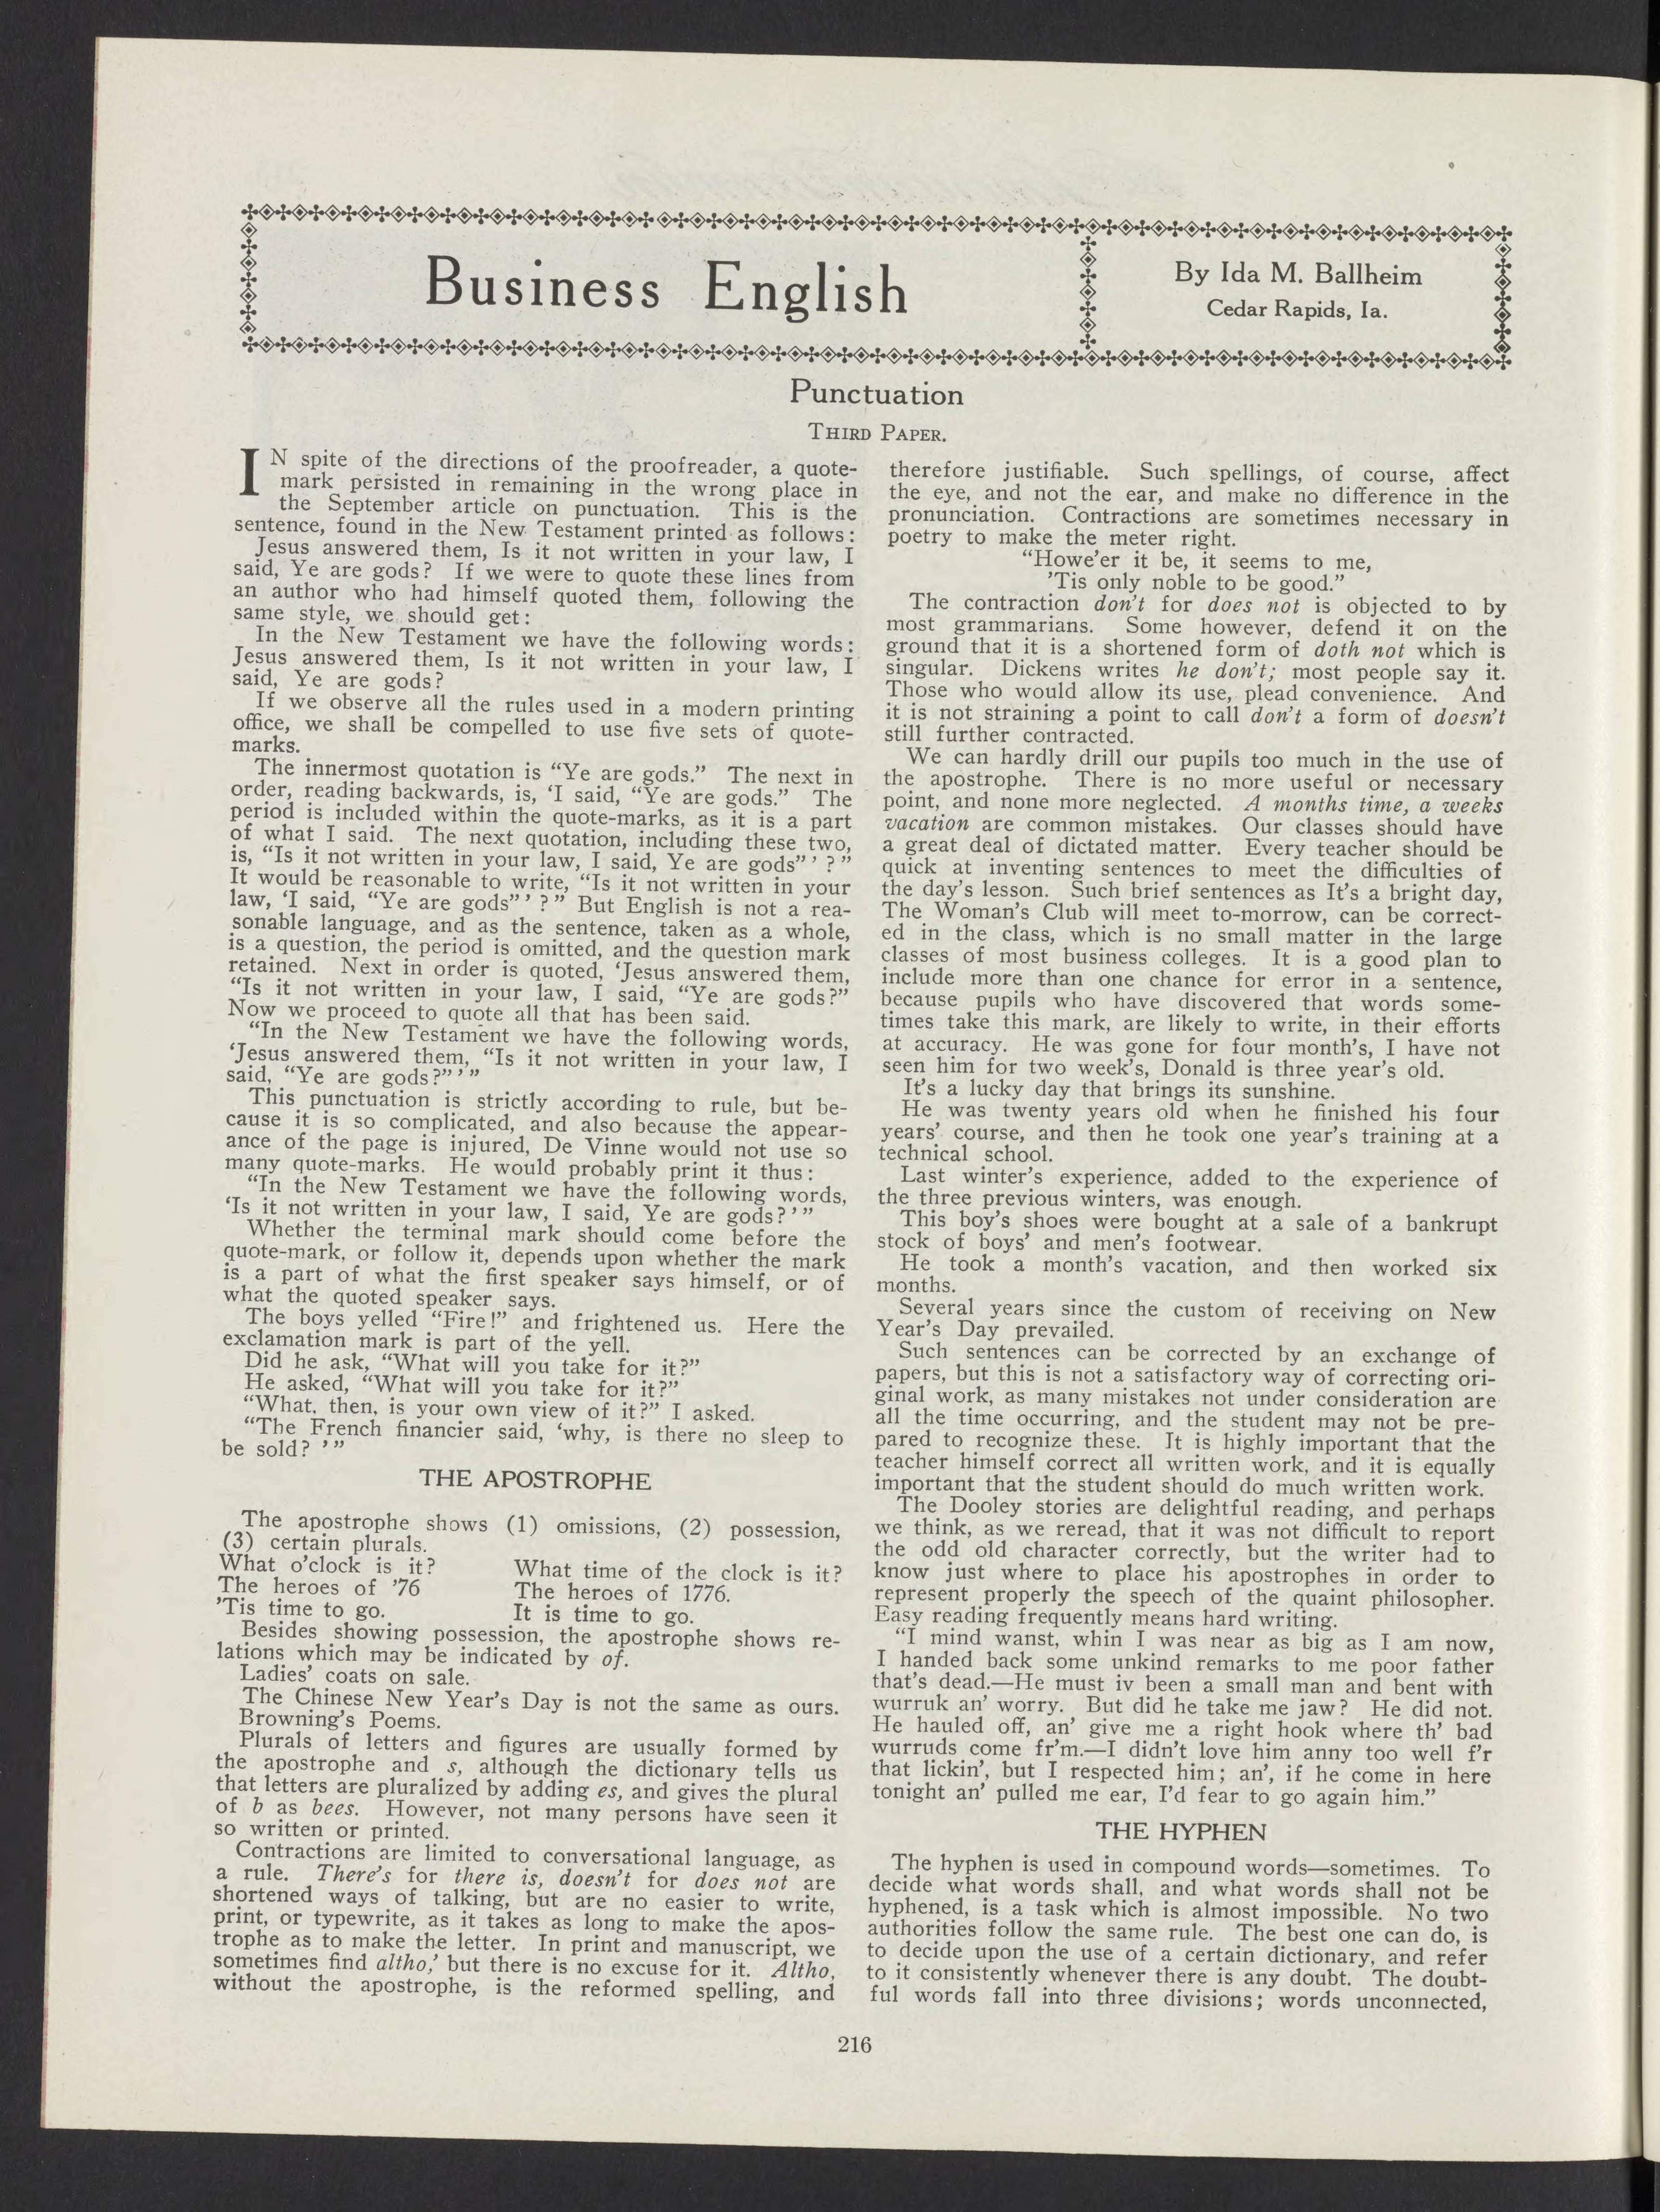 Business English
By Ida M. Ballheim
Cedar Rapids, Ia.
Punctuation
THIRD PAPER.
IN spite of the directions of the proofreader, a quote-
mark persisted in remaining in the wrong place in
the September article on punctuation. This is the
sentence, found in the New Testament printed as follows:
Jesus answered them, Is it not written in your law, I
said, Ye are gods? If we were to quote these lines from
an author who had himself quoted them, following the
same style, we should get:
In the New Testament we have the following words:
Jesus answered them, Is it not written in your law, I
said, Ye are gods?
If we observe all the rules used in a modern printing
office, we shall be compelled to use five sets of quote-
marks.
The innermost quotation is “Ye are gods.” The next in
order, reading backwards, is, ‘I said, “Ye are gods.” The
period is included within the quote-marks, as it is a part
of what I said. The next quotation, including these two,
is, “Is it not written in your law, I said, Ye are gods”’?”
It would be reasonable to write, “Is it not written in your
law, ‘I said, “Ye are gods”’?” But English is not a rea-
sonable language, and as the sentence, taken as a whole,
is a question, the period is omitted, and the question mark
retained. Next in order is quoted, ‘Jesus answered them,
“Is it not written in your law, I said, “Ye are gods?”
Now we proceed to quote all that has been said.
“In the New Testament we have the following words,
‘Jesus answered them, “Is it not written in your law, I
said, “Ye are gods?”’”
This punctuation is strictly according to rule, but be-
cause it is so complicated, and also because the appear-
ance of the page is injured, De Vinne would not use so
many quote-marks. He would probably print it thus:
“In the New Testament we have the following words,
‘Is it not written in your law, I said, Ye are gods?’”
Whether the terminal mark should come before the
quote-mark, or follow it, depends upon whether the mark
is a part of what the first speaker says himself, or of
what the quoted speaker says.
The boys yelled “Fire!” and frightened us. Here the
exclamation mark is part of the yell.
Did he ask, “What will you take for it?”
He asked, “What will you take for it?”
“What, then, is your own view of it?” I asked.
“The French financier said, ‘why, is there no sleep to
be sold?’”
THE APOSTROPHE
The apostrophe shows (1) omissions, (2) possession,
(3) certain plurals.
What o’clock is it? What time of the clock is it?
The heroes of ’76 The heroes of 1776.
’Tis time to go. It is time to go.
Besides showing possession, the apostrophe shows re-
lations which may be indicated by of.
Ladies’ coats on sale.
The Chinese New Year’s Day is not the same as ours.
Browning’s Poems.
Plurals of letters and figures are usually formed by
the apostrophe and s, although the dictionary tells us
that letters are pluralized by adding es, and gives the plural
of b as bees. However, not many persons have seen it
so written or printed.
Contractions are limited to conversational language, as
a rule. There’s for there is, doesn’t for does not are
shortened ways of talking, but are no easier to write,
print, or typewrite, as it takes as long to make the apos-
trophe as to make the letter. In print and manuscript, we
sometimes find altho,’ but there is no excuse for it. Altho,
without the apostrophe, is the reformed spelling, and
therefore justifiable. Such spellings, of course, affect
the eye, and not the ear, and make no difference in the
pronunciation. Contractions are sometimes necessary in
poetry to make the meter right.
“Howe’er it be, it seems to me,
’Tis only noble to be good.”
The contraction don’t for does not is objected to by
most grammarians. Some however, defend it on the
ground that it is a shortened form of doth not which is
singular. Dickens writes he don’t; most people say it.
Those who would allow its use, plead convenience. And
it is not straining a point to call don’t a form of doesn’t
still further contracted.
We can hardly drill our pupils too much in the use of
the apostrophe. There is no more useful or necessary
point, and none more neglected. A months time, a weeks
vacation are common mistakes. Our classes should have
a great deal of dictated matter. Every teacher should be
quick at inventing sentences to meet the difficulties of
the day’s lesson. Such brief sentences as It’s a bright day,
The Woman’s Club will meet to-morrow, can be correct-
ed in the class, which is no small matter in the large
classes of most business colleges. It is a good plan to
include more than one chance for error in a sentence,
because pupils who have discovered that words some-
times take this mark, are likely to write, in their efforts
at accuracy. He was gone for four month’s, I have not
seen him for two week’s, Donald is three year’s old.
It’s a lucky day that brings its sunshine.
He was twenty years old when he finished his four
years’ course, and then he took one year’s training at a
technical school.
Last winter’s experience, added to the experience of
the three previous winters, was enough.
This boy’s shoes were bought at a sale of a bankrupt
stock of boys’ and men’s footwear.
He took a month’s vacation, and then worked six
months.
Several years since the custom of receiving on New
Year’s Day prevailed.
Such sentences can be corrected by an exchange of
papers, but this is not a satisfactory way of correcting ori-
ginal work, as many mistakes not under consideration are
all the time occurring, and the student may not be pre-
pared to recognize these. It is highly important that the
teacher himself correct all written work, and it is equally
important that the student should do much written work.
The Dooley stories are delightful reading, and perhaps
we think, as we reread, that it was not difficult to report
the odd old character correctly, but the writer had to
know just where to place his apostrophes in order to
represent properly the speech of the quaint philosopher.
Easy reading frequently means hard writing.
“I mind wanst, whin I was near as big as I am now,
I handed back some unkind remarks to me poor father
that’s dead.—He must iv been a small man and bent with
wurruk an’ worry. But did he take me jaw? He did not.
He hauled off, an’ give me a right hook where th’ bad
wurruds come fr’m.—I didn’t love him anny too well f’r
that lickin’, but I respected him; an’, if he come in here
tonight an’ pulled me ear, I’d fear to go again him.”
THE HYPHEN
The hyphen is used in compound words—sometimes. To
decide what words shall, and what words shall not be
hyphened, is a task which is almost impossible. No two
authorities follow the same rule. The best one can do, is
to decide upon the use of a certain dictionary, and refer
to it consistently whenever there is any doubt. The doubt-
ful words fall into three divisions; words unconnected,
216